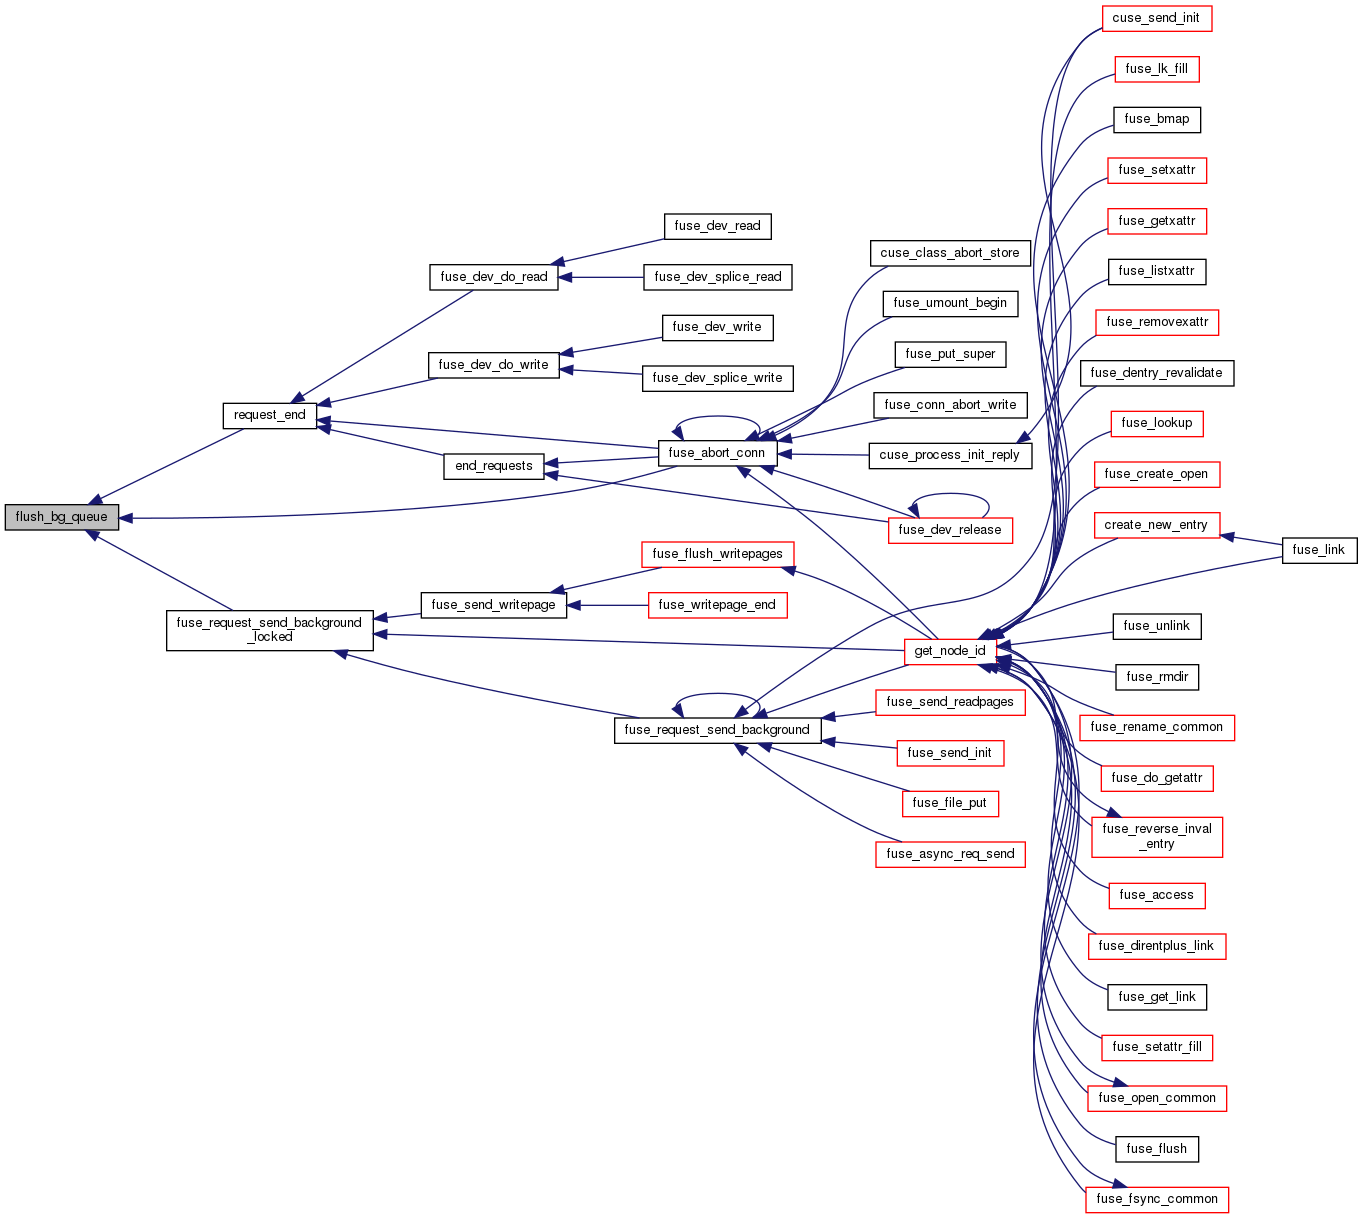 flush_bg_queue
request_end
fuse_request_send_background
_locked
fuse_dev_do_read
fuse_dev_do_write
end_requests
fuse_send_writepage
fuse_dev_read
fuse_dev_splice_read
fuse_dev_write
fuse_dev_splice_write
fuse_abort_conn
fuse_flush_writepages
fuse_writepage_end
fuse_request_send_background
cuse_class_abort_store
fuse_umount_begin
fuse_put_super
fuse_conn_abort_write
cuse_process_init_reply
fuse_dev_release
get_node_id
fuse_send_readpages
fuse_send_init
fuse_file_put
fuse_async_req_send
cuse_send_init
fuse_lk_fill
fuse_bmap
fuse_setxattr
fuse_getxattr
fuse_listxattr
fuse_removexattr
fuse_dentry_revalidate
fuse_lookup
fuse_create_open
create_new_entry
fuse_link
fuse_unlink
fuse_rmdir
fuse_rename_common
fuse_do_getattr
fuse_reverse_inval
_entry
fuse_access
fuse_direntplus_link
fuse_get_link
fuse_setattr_fill
fuse_open_common
fuse_flush
fuse_fsync_common